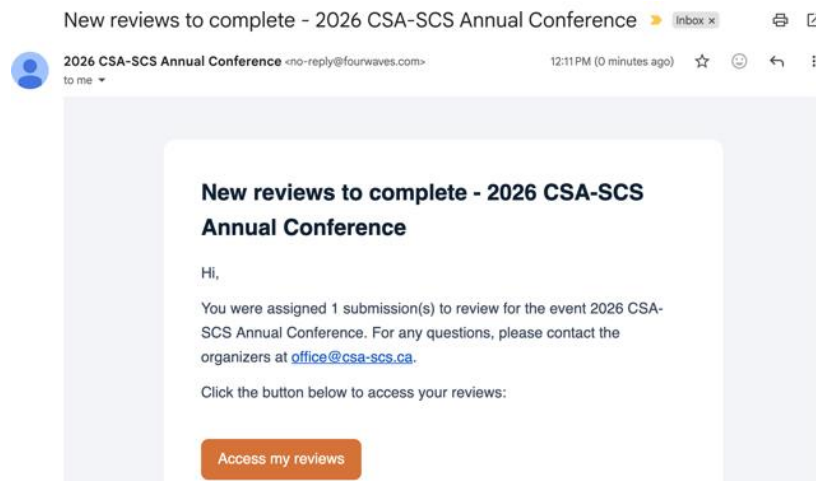 New reviews to complete - 2026 CSA-SCS Annual Conference Inbox ×
2026 CSA-SCS Annual Conference <no-reply@fourwaves.com> 12:11 PM (0 minutes ago)
to me
New reviews to complete - 2026 CSA-SCS
Annual Conference
Hi,
You were assigned 1 submission(s) to review for the event 2026 CSA-
SCS Annual Conference. For any questions, please contact the
organizers at office@csa-scs.ca.
Click the button below to access your reviews:
Access my reviews